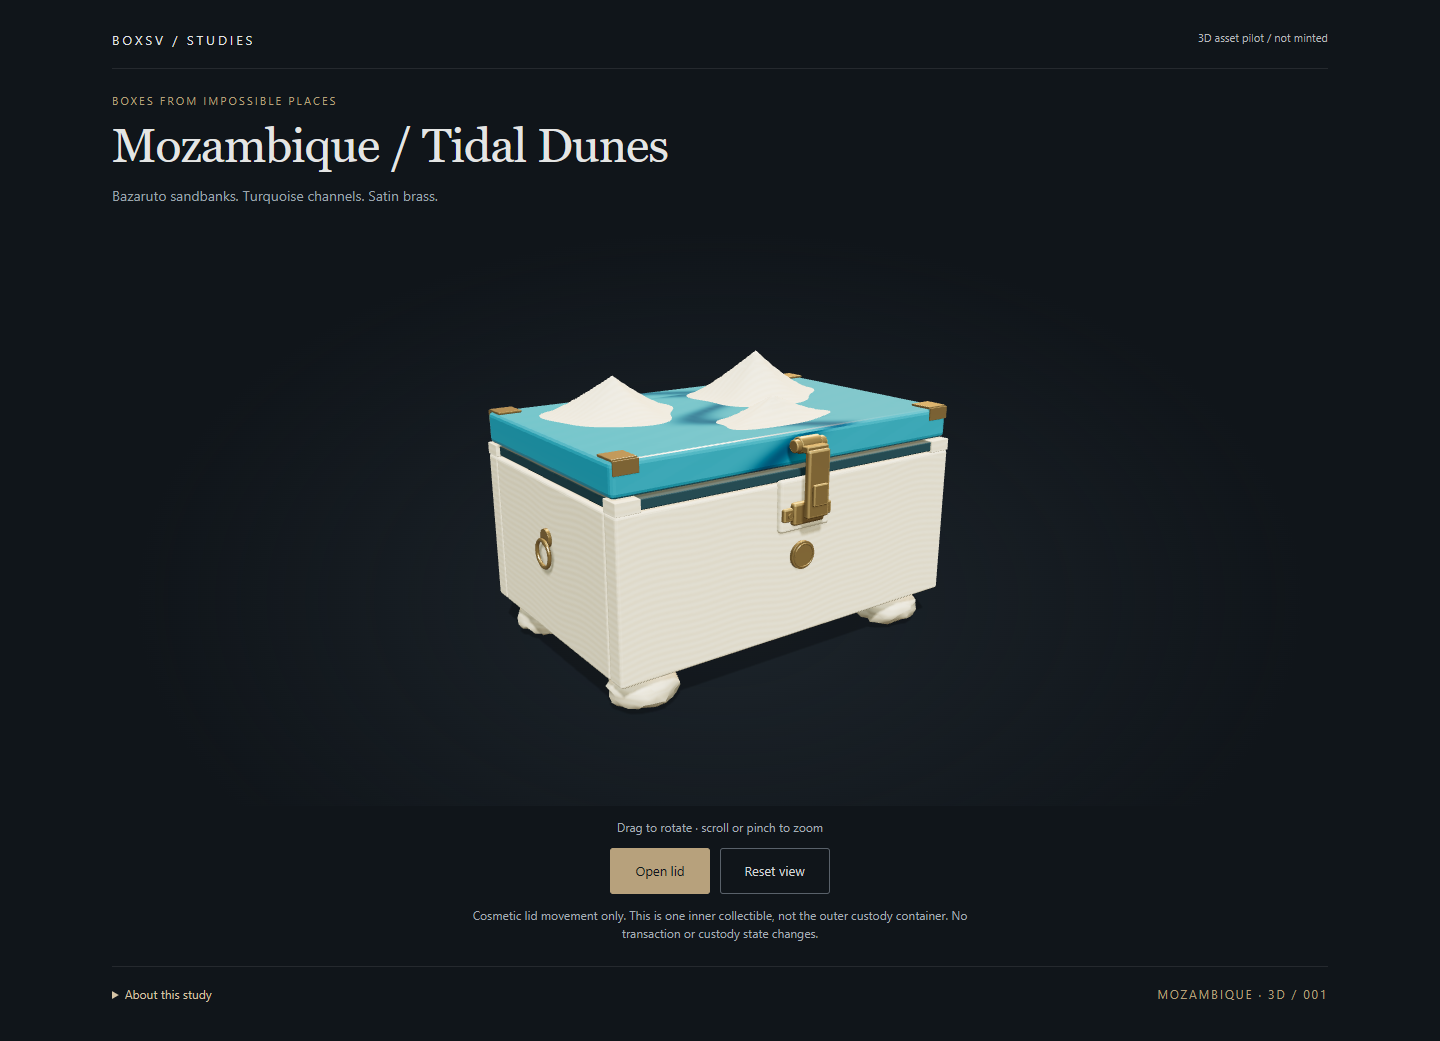 BOXSV / STUDIES
3D asset pilot / not minted
BOXES FROM IMPOSSIBLE PLACES
Mozambique / Tidal Dunes
Bazaruto sandbanks. Turquoise channels. Satin brass.
Drag to rotate · scroll or pinch to zoom
Open lid
Reset view
Cosmetic lid movement only. This is one inner collectible, not the outer custody container. No
transaction or custody state changes.
About this study
MOZAMBIQUE · 3D / 001